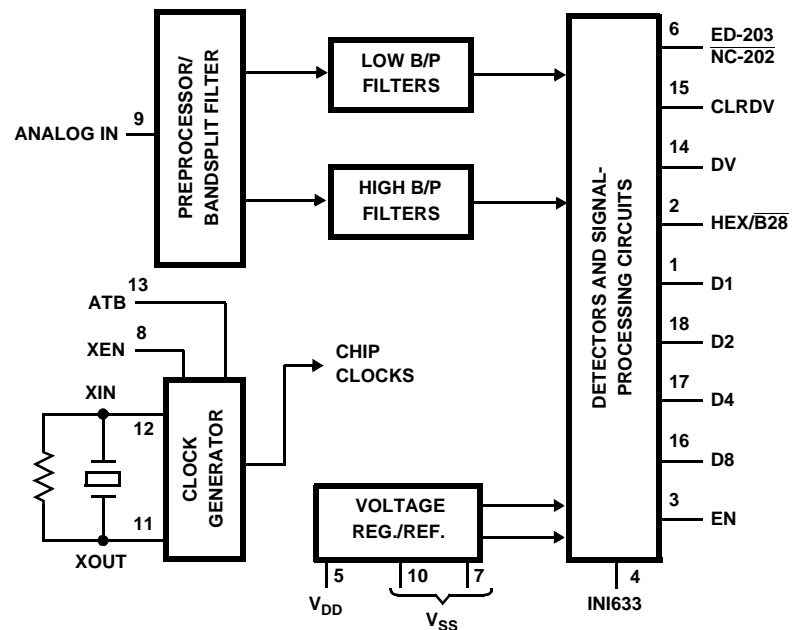 6
ED-203
NC-202
15
CLRDV
14
DV
2
HEX/B28
1
D1
18
D2
17
D4
16
D8
3
EN
4
INI633
DETECTORS AND SIGNAL-
PROCESSING CIRCUITS
LOW B/P
FILTERS
HIGH B/P
FILTERS
PREPROCESSOR/
BANDSPLIT FILTER
9
ANALOG IN
13
ATB
8
XEN
XIN
12
11
XOUT
CLOCK
GENERATOR
CHIP
CLOCKS
VOLTAGE
REG./REF.
5
10
7
VDD
VSS